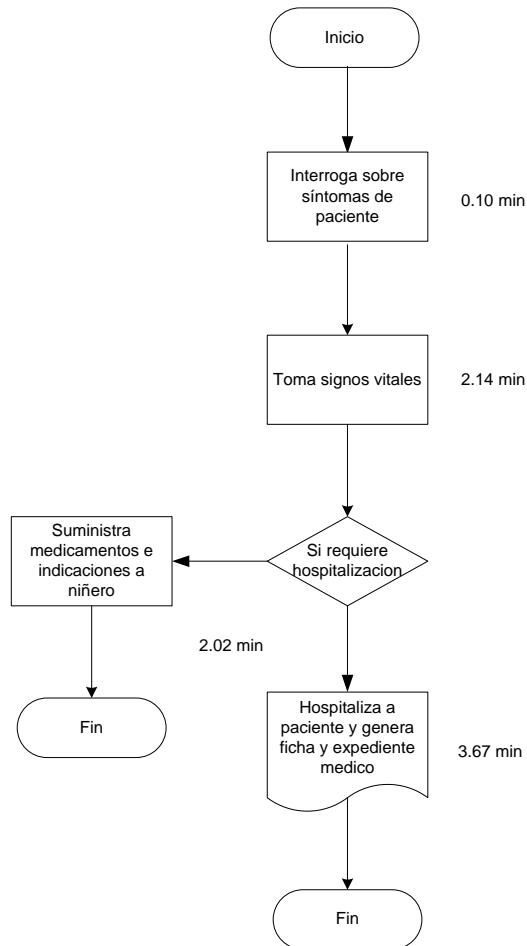 Inicio
Interroga sobre
síntomas de
paciente
0.10 min
Toma signos vitales
2.14 min
Si requiere
hospitalizacion
Suministra
medicamentos e
indicaciones a
niñero
2.02 min
Fin
Hospitaliza a
paciente y genera
ficha y expediente
medico
3.67 min
Fin